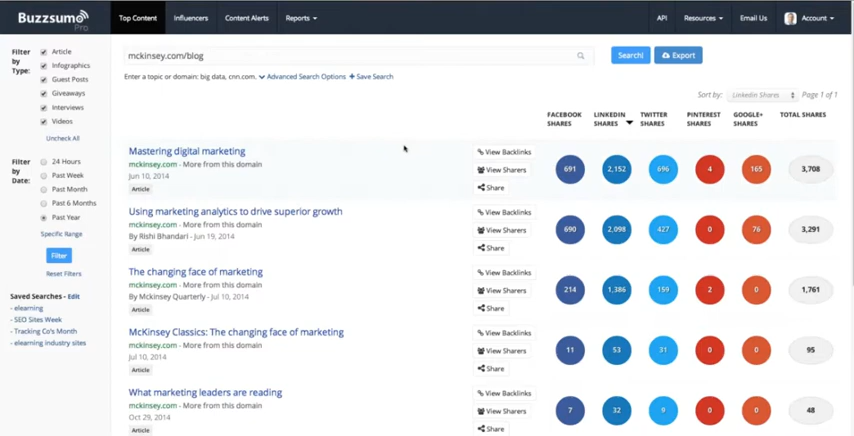 Buzzsumo Pro
Top Content Influencers Content Alerts Reports API Resources Email Us Account
Filter by Type:
Article
Infographics
Guest Posts
Giveaways
Interviews
Videos
Uncheck All
Filter by Date:
24 Hours
Past Week
Past Month
Past 6 Months
Past Year
Specific Range
Filter
Reset Filters
Saved Searches - Edit
- elearning
- SEO Sites Week
- Tracking Co's Month
- elearning industry sites
mckinsey.com/blog
Search! Export
Enter a topic or domain: big data, cnn.com. Advanced Search Options + Save Search
Sort by: Linkedin Shares Page 1 of 1
FACEBOOK SHARES LINKEDIN SHARES TWITTER SHARES PINTEREST SHARES GOOGLE+ SHARES TOTAL SHARES
Mastering digital marketing
mckinsey.com - More from this domain
Jun 10, 2014
Article
View Backlinks
View Sharers
Share
691 2,152 696 4 165 3,708
Using marketing analytics to drive superior growth
mckinsey.com - More from this domain
By Rishi Bhandari - Jun 19, 2014
Article
View Backlinks
View Sharers
Share
690 2,098 427 0 76 3,291
The changing face of marketing
mckinsey.com - More from this domain
By Mckinsey Quarterly - Jul 10, 2014
Article
View Backlinks
View Sharers
Share
214 1,386 159 2 0 1,761
McKinsey Classics: The changing face of marketing
mckinsey.com - More from this domain
Jul 10, 2014
Article
View Backlinks
View Sharers
Share
11 53 31 0 0 95
What marketing leaders are reading
mckinsey.com - More from this domain
Oct 29, 2014
Article
View Backlinks
View Sharers
Share
7 32 9 0 0 48